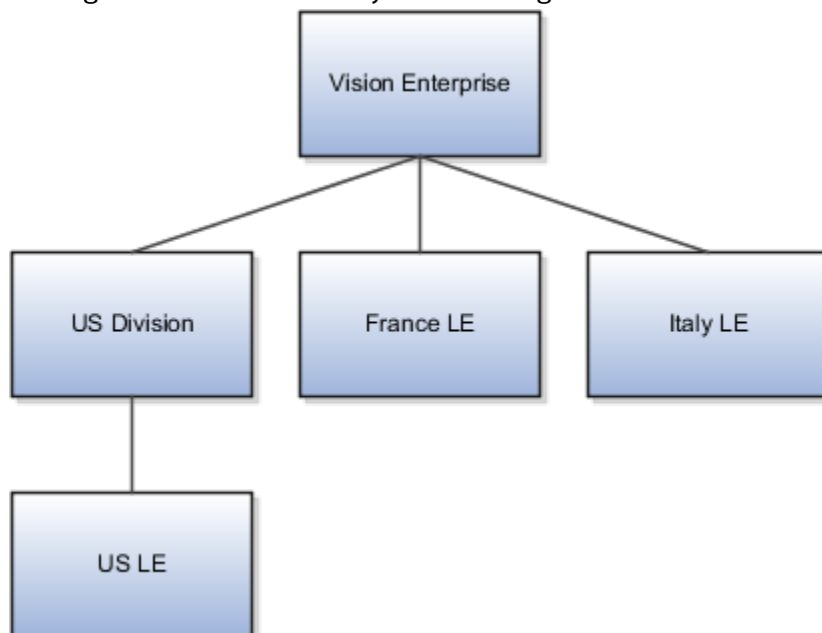 Vision Enterprise
US Division
France LE
Italy LE
US LE